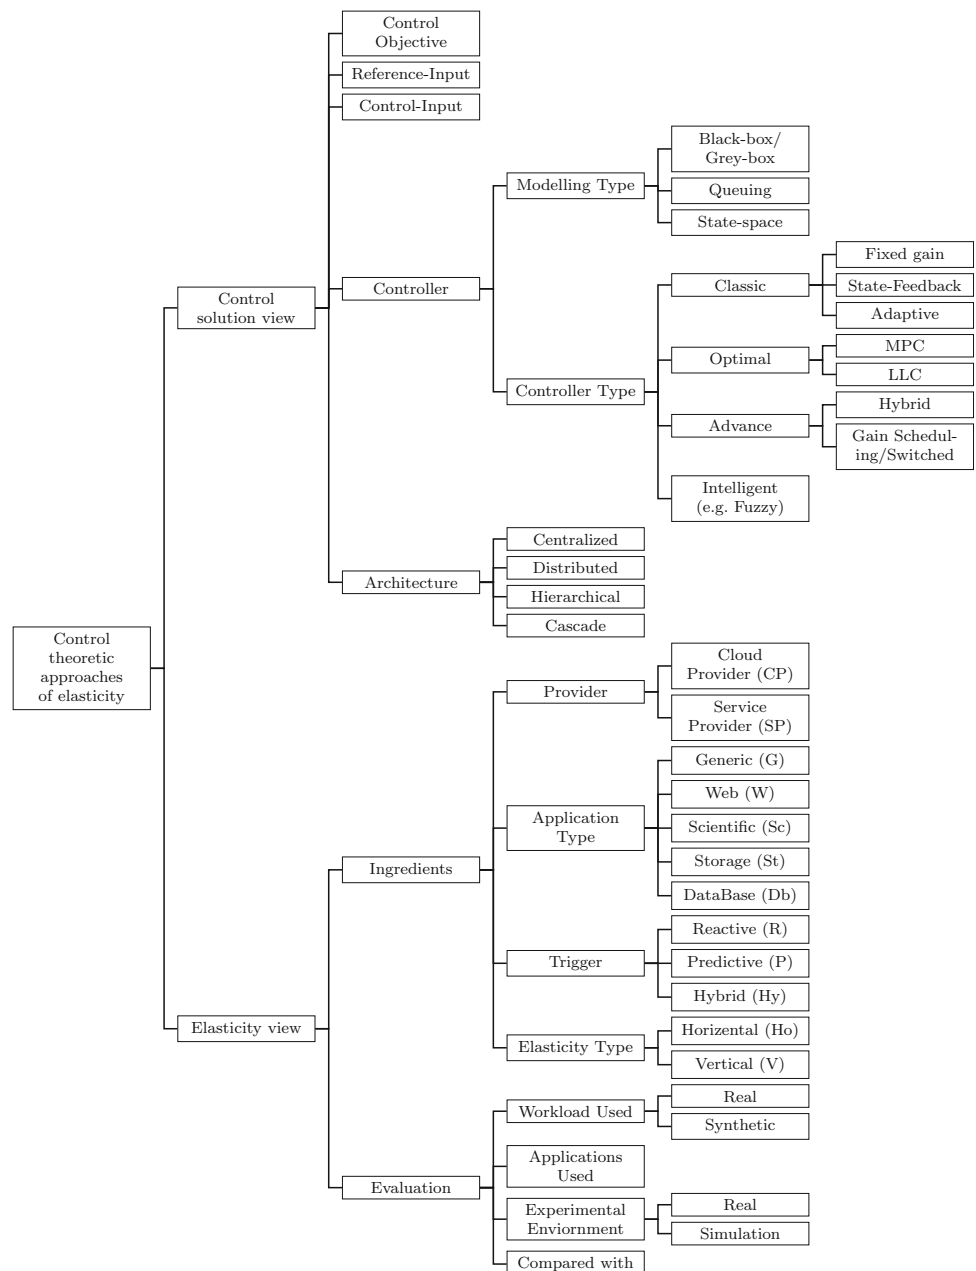 Control
Objective
Reference-Input
Control-Input
Black-box/
Grey-box
Modelling Type
Queuing
State-space
Fixed gain
Classic
State-Feedback
Control
solution view
Controller
Adaptive
MPC
Optimal
LLC
Controller Type
Hybrid
Advance
Gain Schedul-
ing/Switched
Intelligent
(e.g. Fuzzy)
Centralized
Distributed
Architecture
Hierarchical
Cascade
Control
theoretic
approaches
of elasticity
Cloud
Provider (CP)
Provider
Service
Provider (SP)
Generic (G)
Web (W)
Application
Type
Scientific (Sc)
Storage (St)
Ingredients
DataBase (Db)
Reactive (R)
Trigger
Predictive (P)
Hybrid (Hy)
Elasticity view
Horizental (Ho)
Elasticity Type
Vertical (V)
Real
Workload Used
Synthetic
Applications
Used
Evaluation
Real
Experimental
Enviornment
Simulation
Compared with